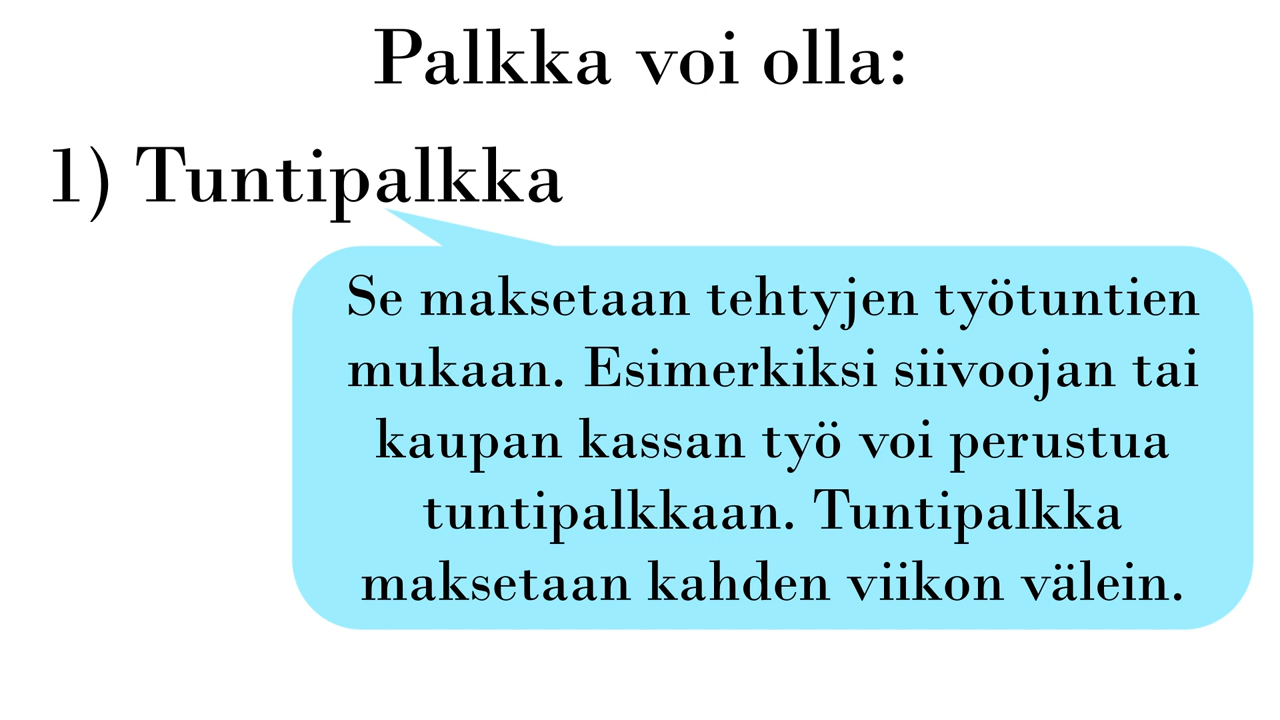 Palkka voi olla:
1) Tuntipalkka
Se maksetaan tehtyjen työtuntien
mukaan. Esimerkiksi siivoojan tai
kaupan kassan työ voi perustua
tuntipalkkaan. Tuntipalkka
maksetaan kahden viikon välein.